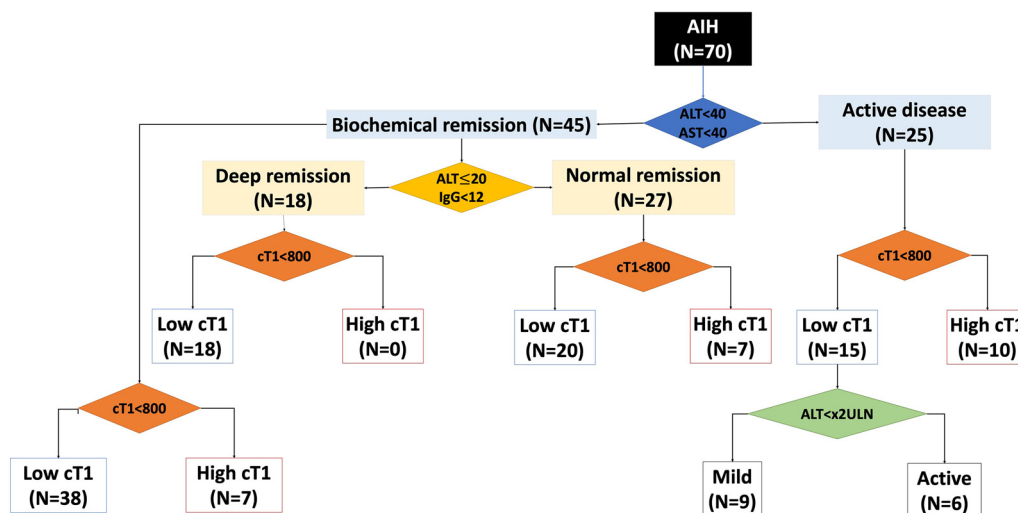 AIH
(N=70)
ALT<40
AST<40
Biochemical remission (N=45)
Active disease
(N=25)
Deep remission
(N=18)
ALT≤20
IgG<12
Normal remission
(N=27)
cT1<800
cT1<800
cT1<800
Low cT1
(N=18)
High cT1
(N=0)
Low cT1
(N=20)
High cT1
(N=7)
Low cT1
(N=15)
High cT1
(N=10)
cT1<800
ALT<x2ULN
Low cT1
(N=38)
High cT1
(N=7)
Mild
(N=9)
Active
(N=6)